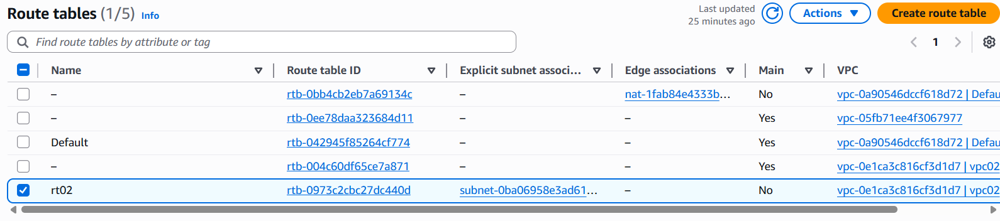 Route tables (1/5) Info
Last updated
25 minutes ago
Actions
Create route table
Find route tables by attribute or tag
1
Name Route table ID Explicit subnet associ... Edge associations Main VPC
– rtb-0bb4cb2eb7a69134c – nat-1fab84e4333b... No vpc-0a90546dccf618d72 | Defau
– rtb-0ee78daa323684d11 – – Yes vpc-05fb71ee4f3067977
Default rtb-042945f85264cf774 – – Yes vpc-0a90546dccf618d72 | Defau
– rtb-004c60df65ce7a871 – – Yes vpc-0e1ca3c816cf3d1d7 | vpc02
rt02 rtb-0973c2cbc27dc440d subnet-0ba06958e3ad61... – No vpc-0e1ca3c816cf3d1d7 | vpc02